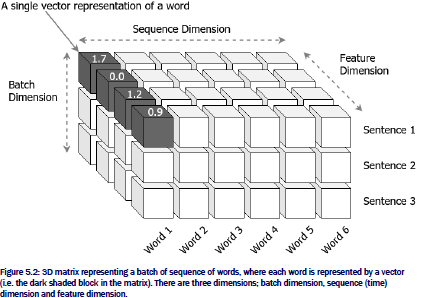 A single vector representation of a word
Sequence Dimension
Feature
Dimension
Batch
Dimension
1.7
0.0
1.2
0.9
Sentence 1
Sentence 2
Sentence 3
Word 1
Word 2
Word 3
Word 4
Word 5
Word 6
Figure 5.2: 3D matrix representing a batch of sequence of words, where each word is represented by a vector
(i.e. the dark shaded block in the matrix). There are three dimensions; batch dimension, sequence (time)
dimension and feature dimension.